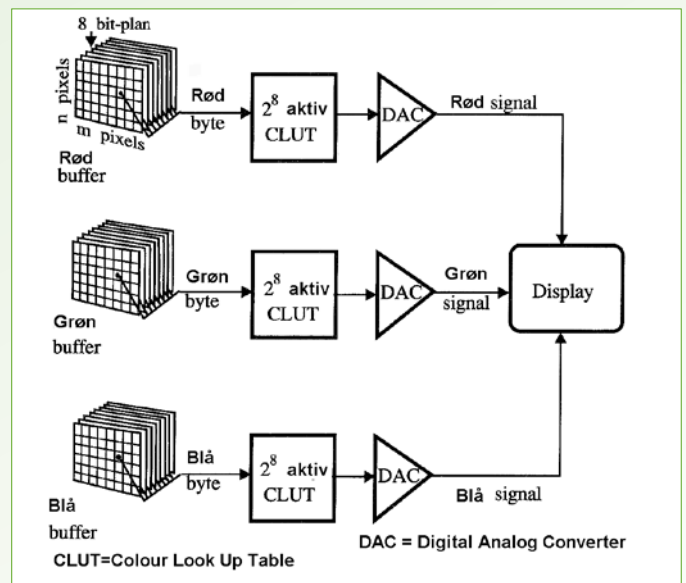 8 bit-plan
n pixels
m pixels
Rød
buffer
Rød
byte
2⁸ aktiv
CLUT
DAC
Rød signal
Grøn
buffer
Grøn
byte
2⁸ aktiv
CLUT
DAC
Grøn
signal
Display
Blå
buffer
Blå
byte
2⁸ aktiv
CLUT
DAC
Blå signal
CLUT=Colour Look Up Table
DAC = Digital Analog Converter